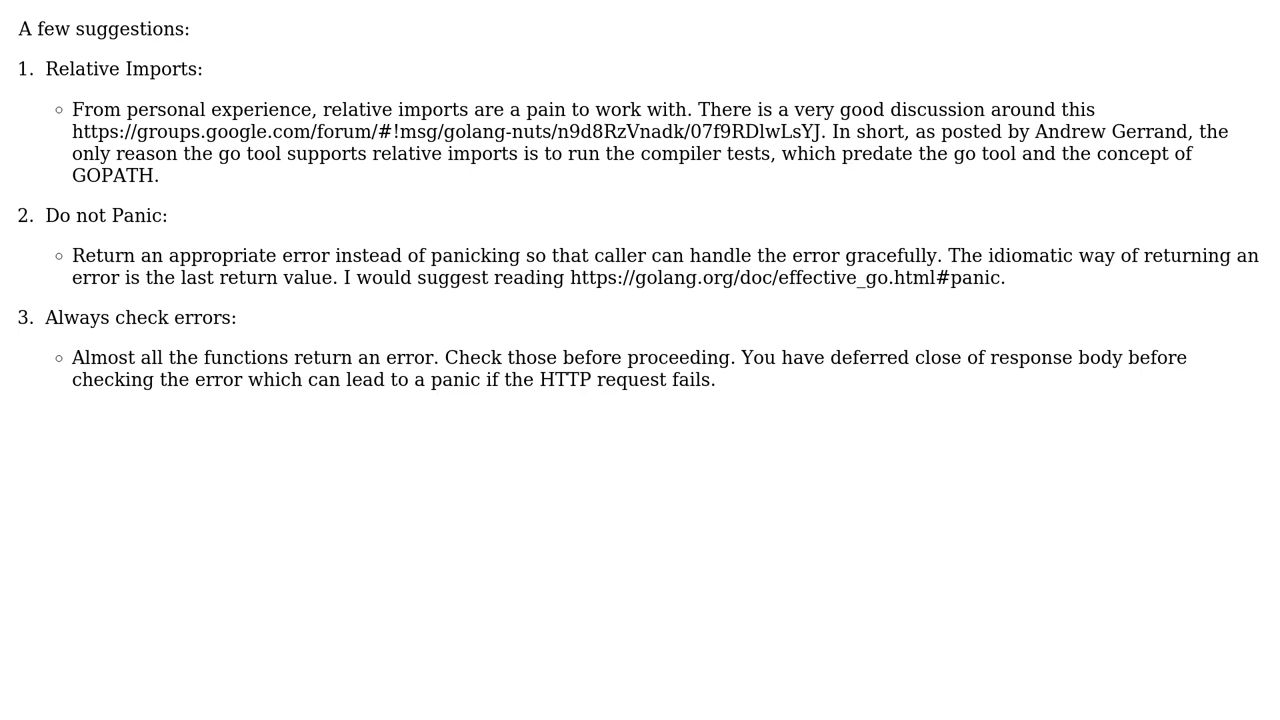 A few suggestions:
1. Relative Imports:
◦ From personal experience, relative imports are a pain to work with. There is a very good discussion around this
https://groups.google.com/forum/#!msg/golang-nuts/n9d8RzVnadk/07f9RDlwLsYJ. In short, as posted by Andrew Gerrand, the
only reason the go tool supports relative imports is to run the compiler tests, which predate the go tool and the concept of
GOPATH.
2. Do not Panic:
◦ Return an appropriate error instead of panicking so that caller can handle the error gracefully. The idiomatic way of returning an
error is the last return value. I would suggest reading https://golang.org/doc/effective_go.html#panic.
3. Always check errors:
◦ Almost all the functions return an error. Check those before proceeding. You have deferred close of response body before
checking the error which can lead to a panic if the HTTP request fails.